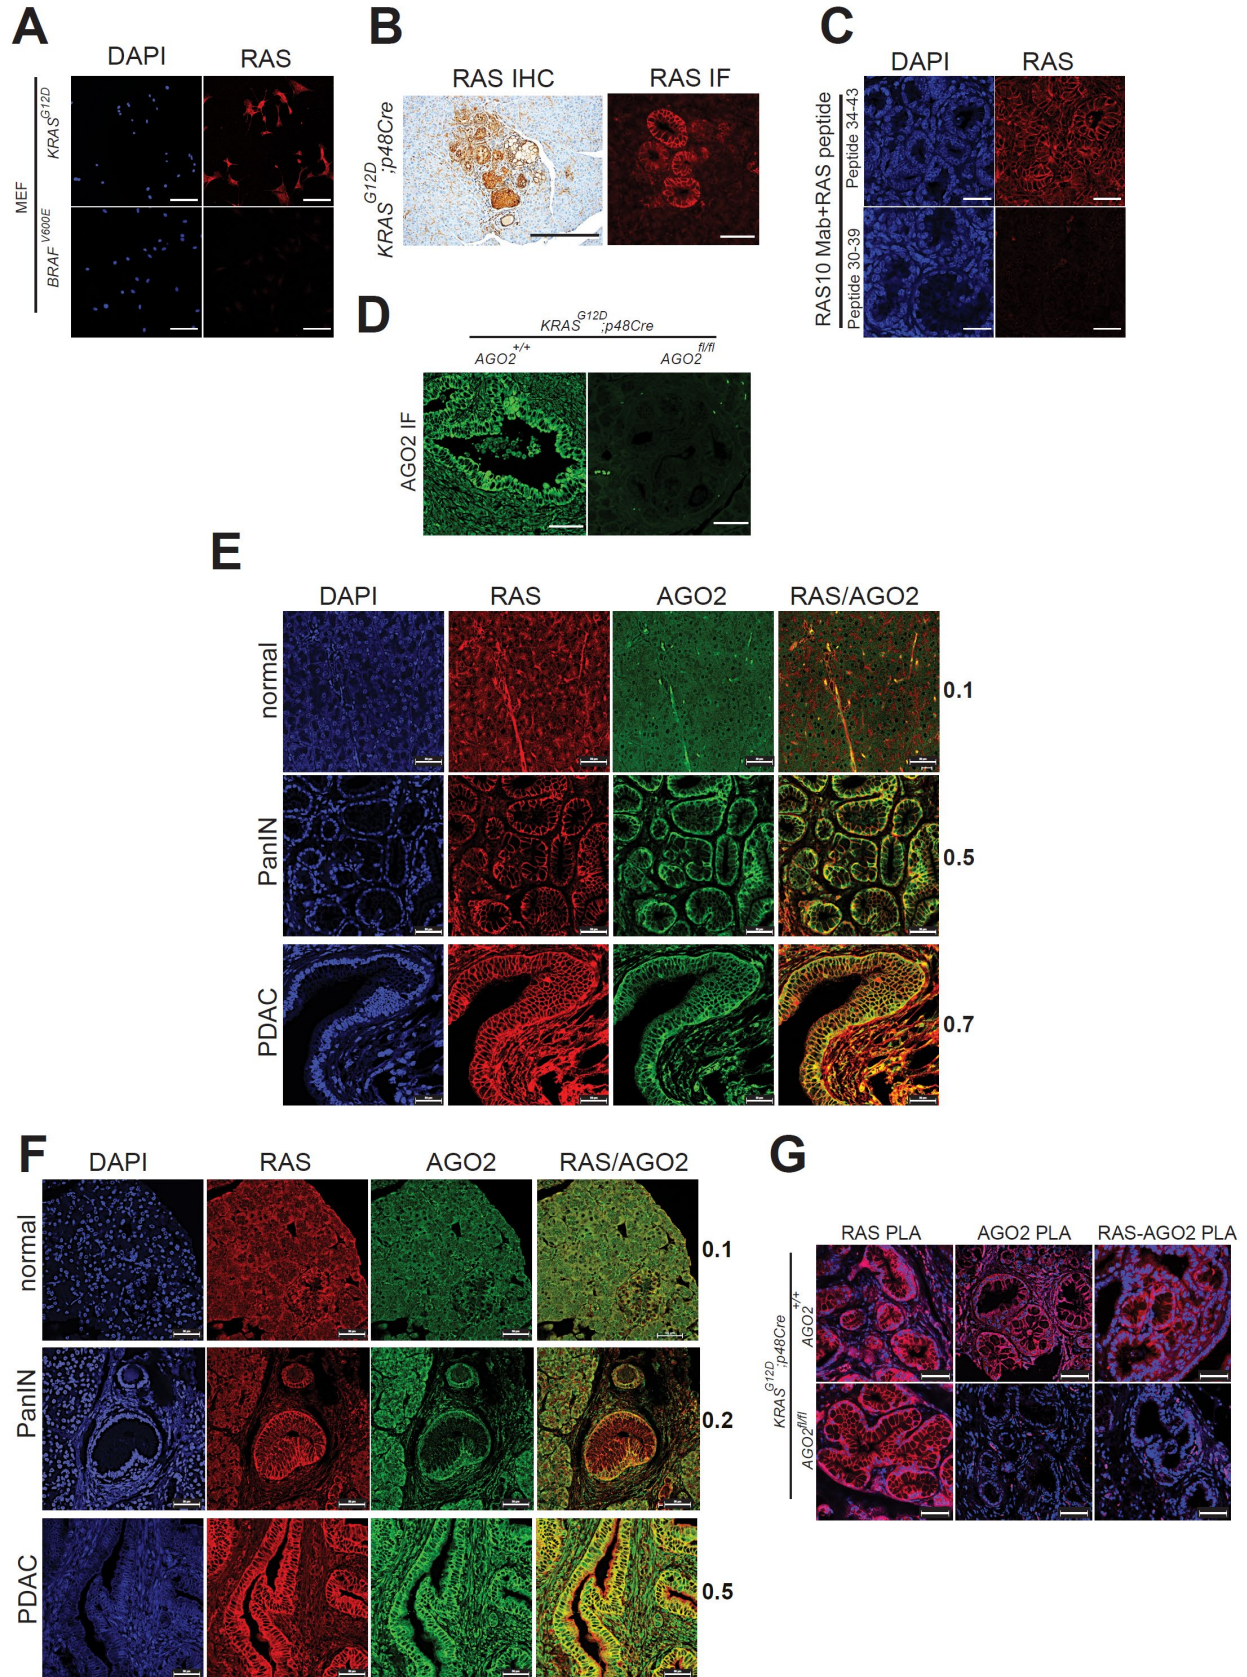 A
DAPI
RAS
MEF
KRAS^G12D
BRAF^V600E
B
RAS IHC
RAS IF
KRAS^G12D;p48Cre
C
DAPI
RAS
RAS10 Mab+RAS peptide
Peptide 34-43
Peptide 30-39
D
KRAS^G12D;p48Cre
AGO2^+/+
AGO2^fl/fl
AGO2 IF
E
DAPI
RAS
AGO2
RAS/AGO2
normal
0.1
PanIN
0.5
PDAC
0.7
F
DAPI
RAS
AGO2
RAS/AGO2
normal
0.1
PanIN
0.2
PDAC
0.5
G
RAS PLA
AGO2 PLA
RAS-AGO2 PLA
KRAS^G12D;p48Cre
AGO2^+/+
AGO2^fl/fl